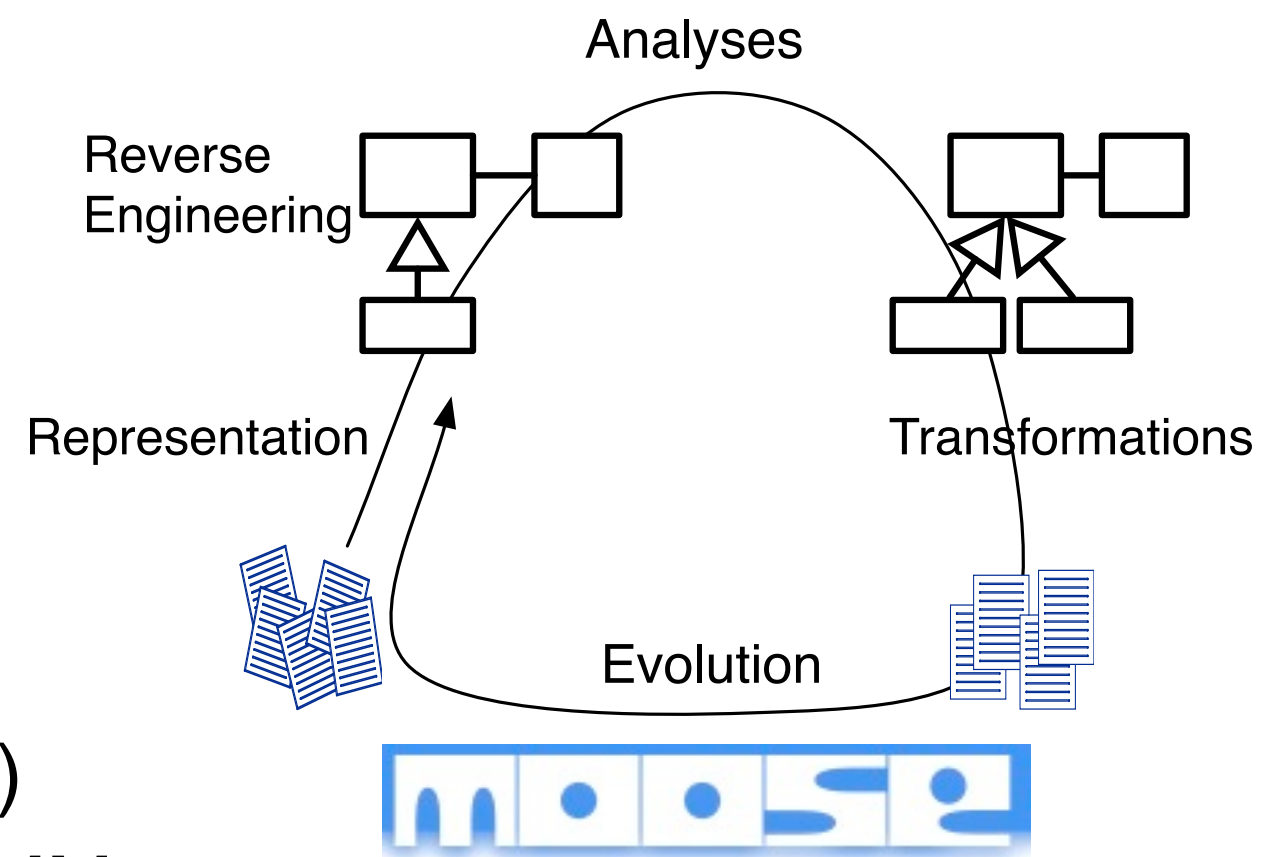 Analyses
Reverse
Engineering
Representation
Transformations
Evolution
)
moose